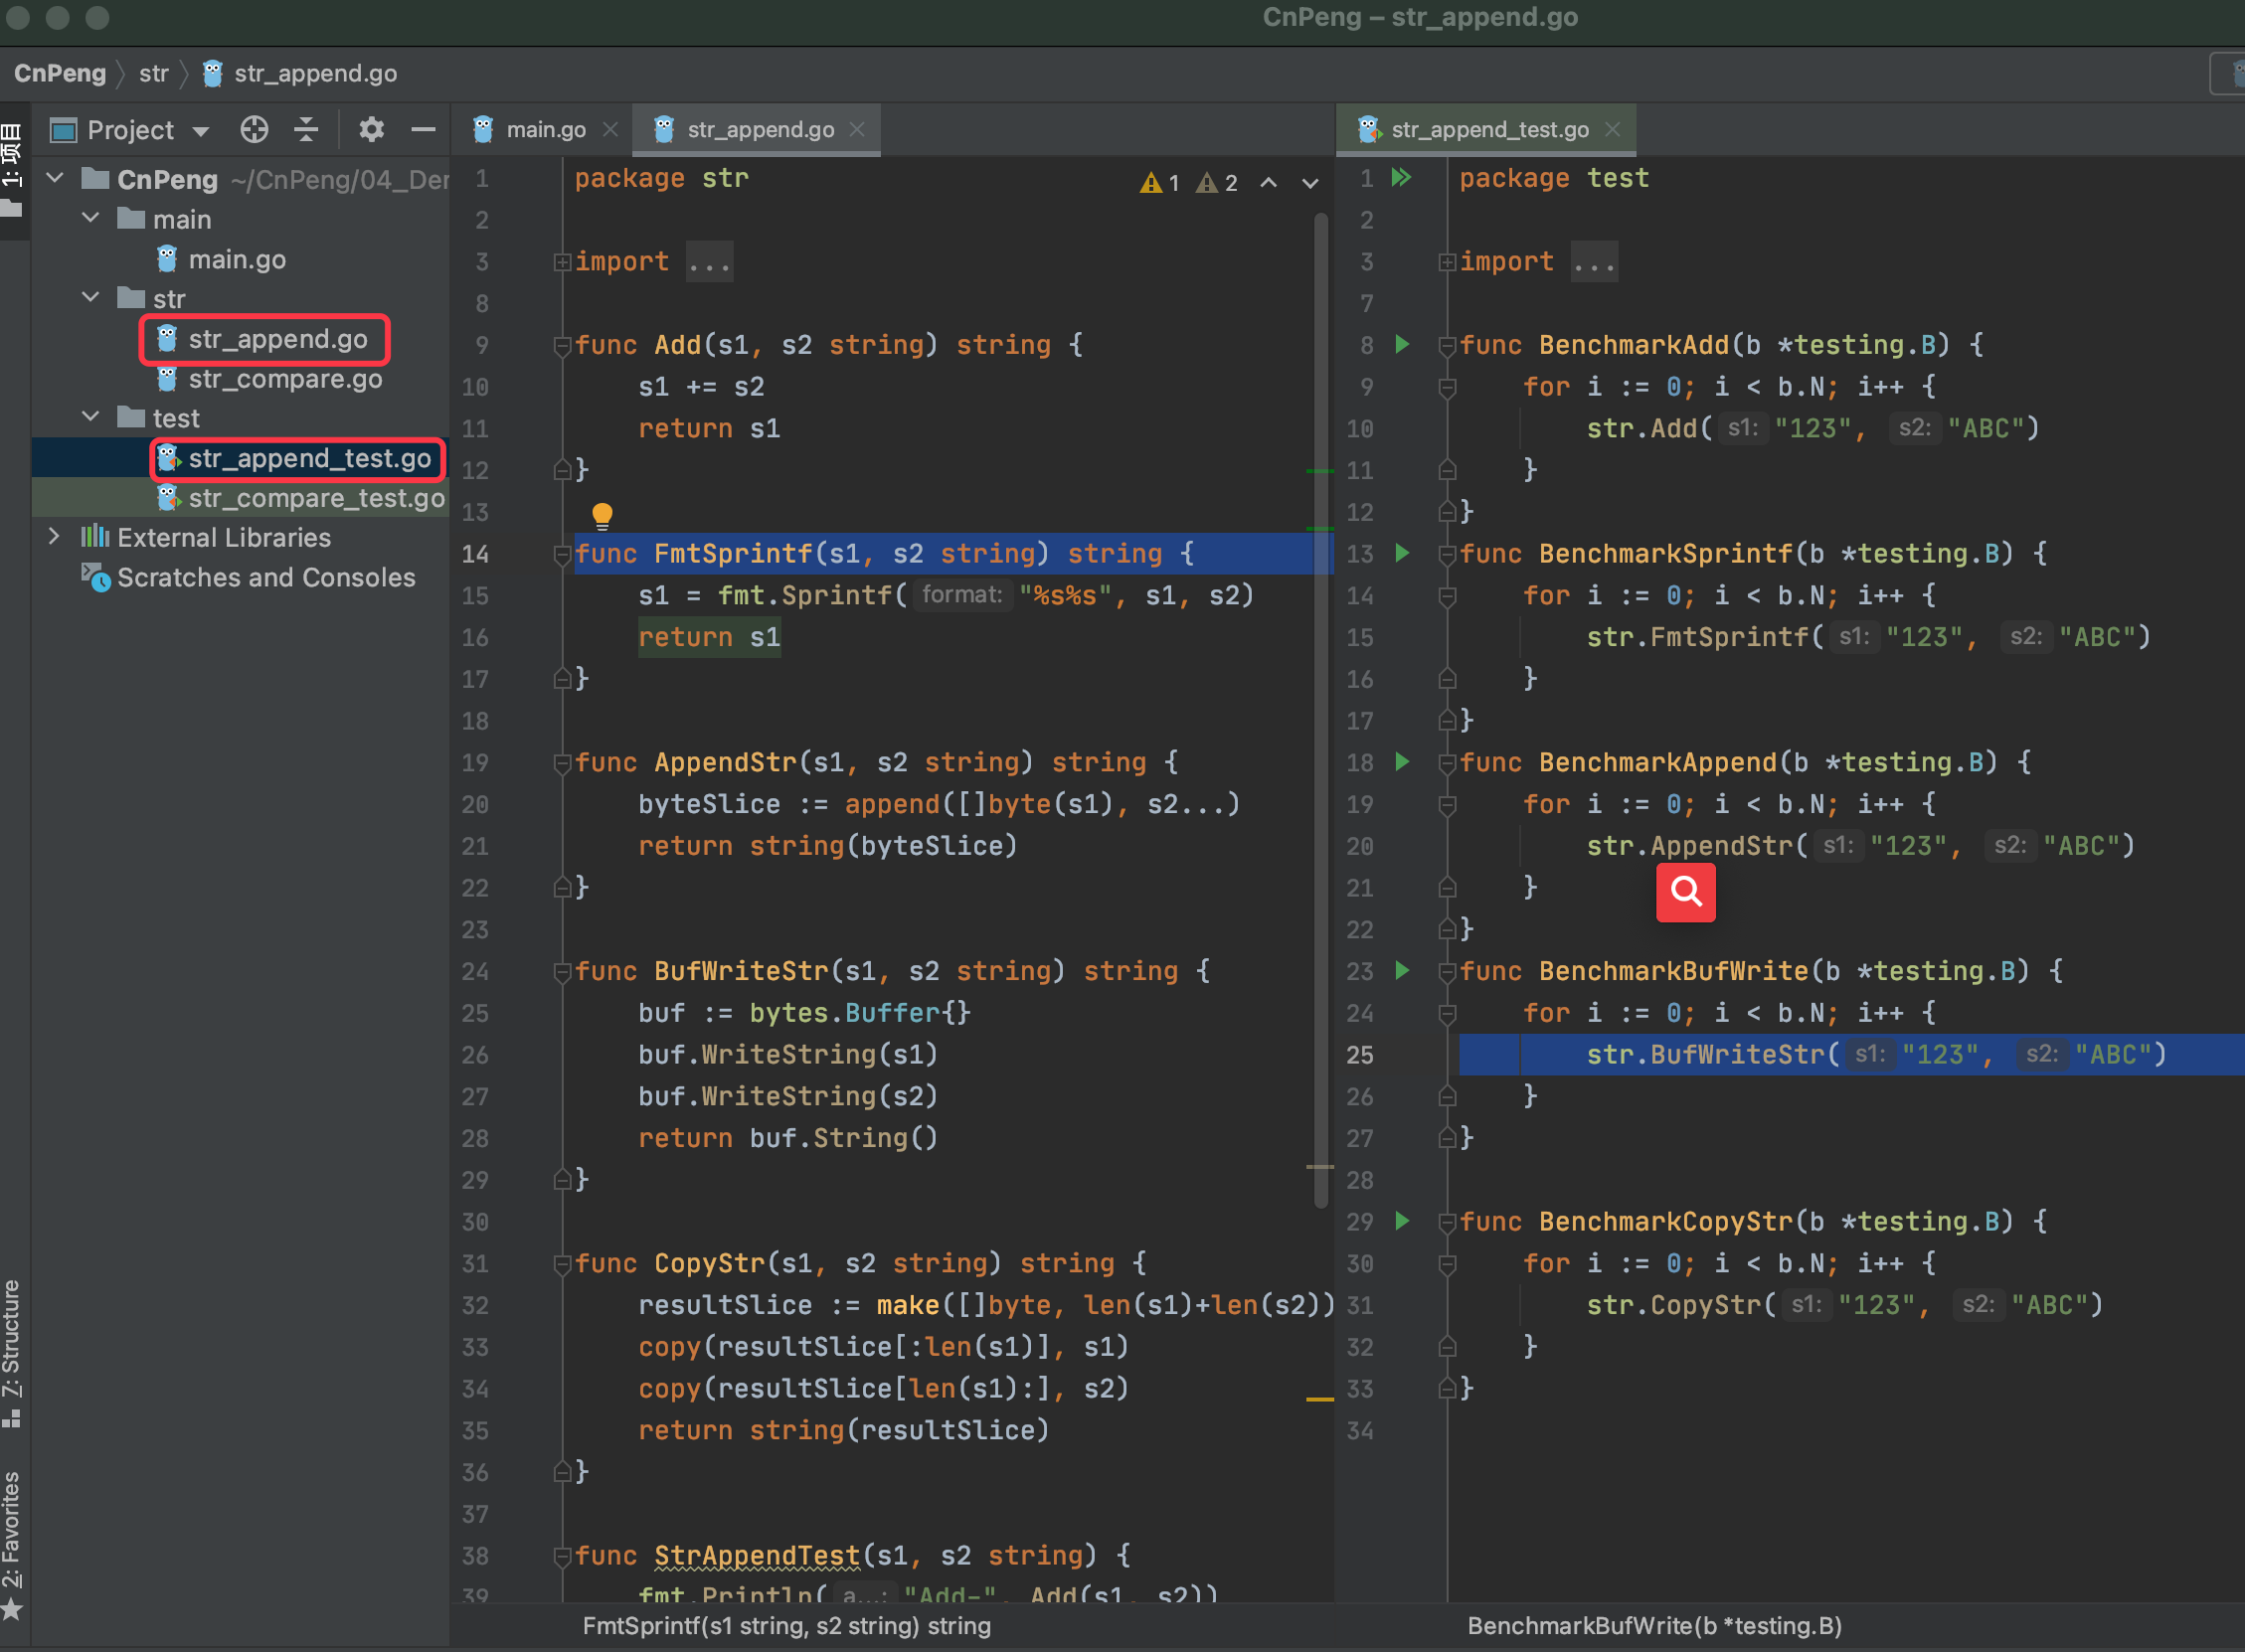 CnPeng – str_append.go
CnPeng str str_append.go
1: 项目
Project
CnPeng ~/CnPeng/04_Der
main
main.go
str
str_append.go
str_compare.go
test
str_append_test.go
str_compare_test.go
External Libraries
Scratches and Consoles
7: Structure
2: Favorites
main.go str_append.go
1 2
1 package str
2
3 import ...
8
9 func Add(s1, s2 string) string {
10 s1 += s2
11 return s1
12 }
13
14 func FmtSprintf(s1, s2 string) string {
15 s1 = fmt.Sprintf( format: "%s%s", s1, s2)
16 return s1
17 }
18
19 func AppendStr(s1, s2 string) string {
20 byteSlice := append([]byte(s1), s2...)
21 return string(byteSlice)
22 }
23
24 func BufWriteStr(s1, s2 string) string {
25 buf := bytes.Buffer{}
26 buf.WriteString(s1)
27 buf.WriteString(s2)
28 return buf.String()
29 }
30
31 func CopyStr(s1, s2 string) string {
32 resultSlice := make([]byte, len(s1)+len(s2))
33 copy(resultSlice[:len(s1)], s1)
34 copy(resultSlice[len(s1):], s2)
35 return string(resultSlice)
36 }
37
38 func StrAppendTest(s1, s2 string) {
39 fmt.Println( a...: "Add-", Add(s1, s2))
FmtSprintf(s1 string, s2 string) string
str_append_test.go
1 package test
2
3 import ...
7
8 func BenchmarkAdd(b *testing.B) {
9 for i := 0; i < b.N; i++ {
10 str.Add( s1: "123", s2: "ABC")
11 }
12 }
13 func BenchmarkSprintf(b *testing.B) {
14 for i := 0; i < b.N; i++ {
15 str.FmtSprintf( s1: "123", s2: "ABC")
16 }
17 }
18 func BenchmarkAppend(b *testing.B) {
19 for i := 0; i < b.N; i++ {
20 str.AppendStr( s1: "123", s2: "ABC")
21 }
22 }
23 func BenchmarkBufWrite(b *testing.B) {
24 for i := 0; i < b.N; i++ {
25 str.BufWriteStr( s1: "123", s2: "ABC")
26 }
27 }
28
29 func BenchmarkCopyStr(b *testing.B) {
30 for i := 0; i < b.N; i++ {
31 str.CopyStr( s1: "123", s2: "ABC")
32 }
33 }
34
BenchmarkBufWrite(b *testing.B)